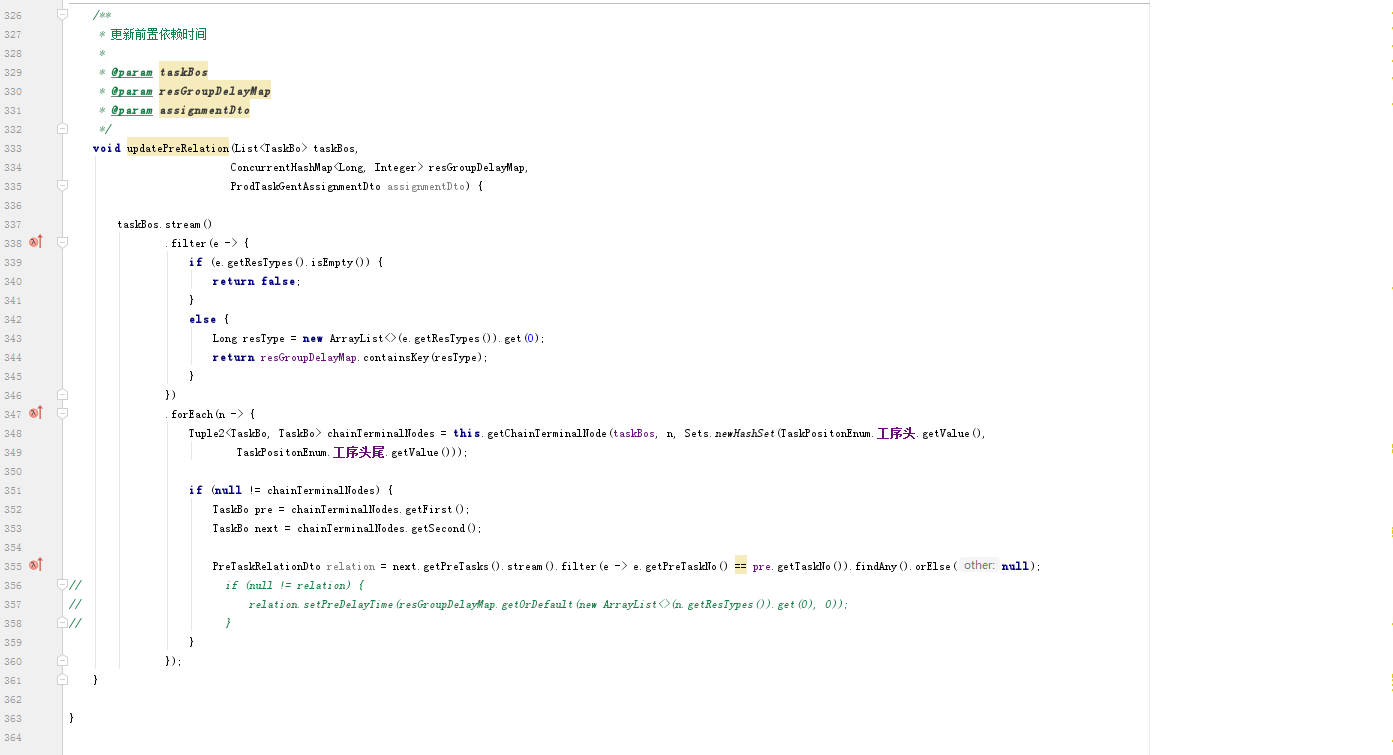 326 /**
327 * 更新前置依赖时间
328 *
329 * @param taskBos
330 * @param resGroupDelayMap
331 * @param assignmentDto
332 */
333 void updatePreRelation(List<TaskBo> taskBos,
334 ConcurrentHashMap<Long, Integer> resGroupDelayMap,
335 ProdTaskGentAssignmentDto assignmentDto) {
336
337 taskBos.stream()
338 .filter(e -> {
339 if (e.getResTypes().isEmpty()) {
340 return false;
341 }
342 else {
343 Long resType = new ArrayList<>(e.getResTypes()).get(0);
344 return resGroupDelayMap.containsKey(resType);
345 }
346 })
347 .forEach(n -> {
348 Tuple2<TaskBo, TaskBo> chainTerminalNodes = this.getChainTerminalNode(taskBos, n, Sets.newHashSet(TaskPositonEnum.工序头.getValue(),
349 TaskPositonEnum.工序头尾.getValue()));
350
351 if (null != chainTerminalNodes) {
352 TaskBo pre = chainTerminalNodes.getFirst();
353 TaskBo next = chainTerminalNodes.getSecond();
354
355 PreTaskRelationDto relation = next.getPreTasks().stream().filter(e -> e.getPreTaskNo() == pre.getTaskNo()).findAny().orElse( other: null);
356 // if (null != relation) {
357 // relation.setPreDelayTime(resGroupDelayMap.getOrDefault(new ArrayList<>(n.getResTypes()).get(0), 0));
358 // }
359 }
360 });
361 }
362
363 }
364